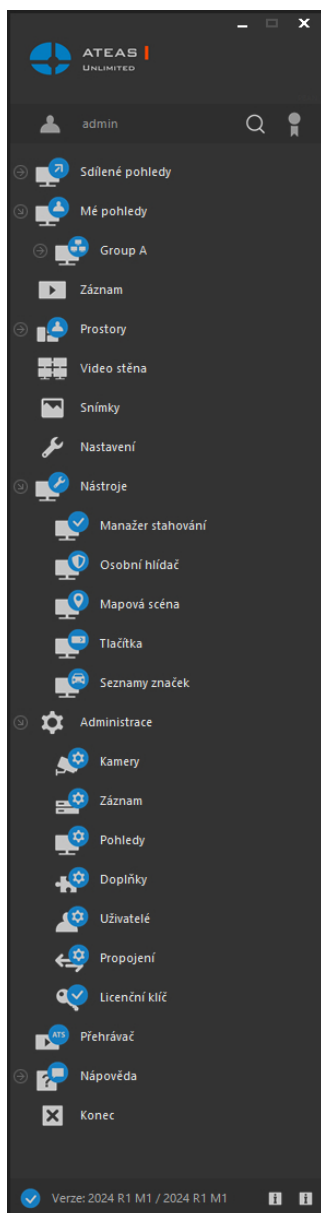 ATEAS
UNLIMITED
admin
Sdílené pohledy
Mé pohledy
Group A
Záznam
Prostory
Video stěna
Snímky
Nastavení
Nástroje
Manažer stahování
Osobní hlídač
Mapová scéna
Tlačítka
Seznamy značek
Administrace
Kamery
Záznam
Pohledy
Doplňky
Uživatelé
Propojení
Licenční klíč
ATS
Přehrávač
Nápověda
Konec
Verze: 2024 R1 M1 / 2024 R1 M1